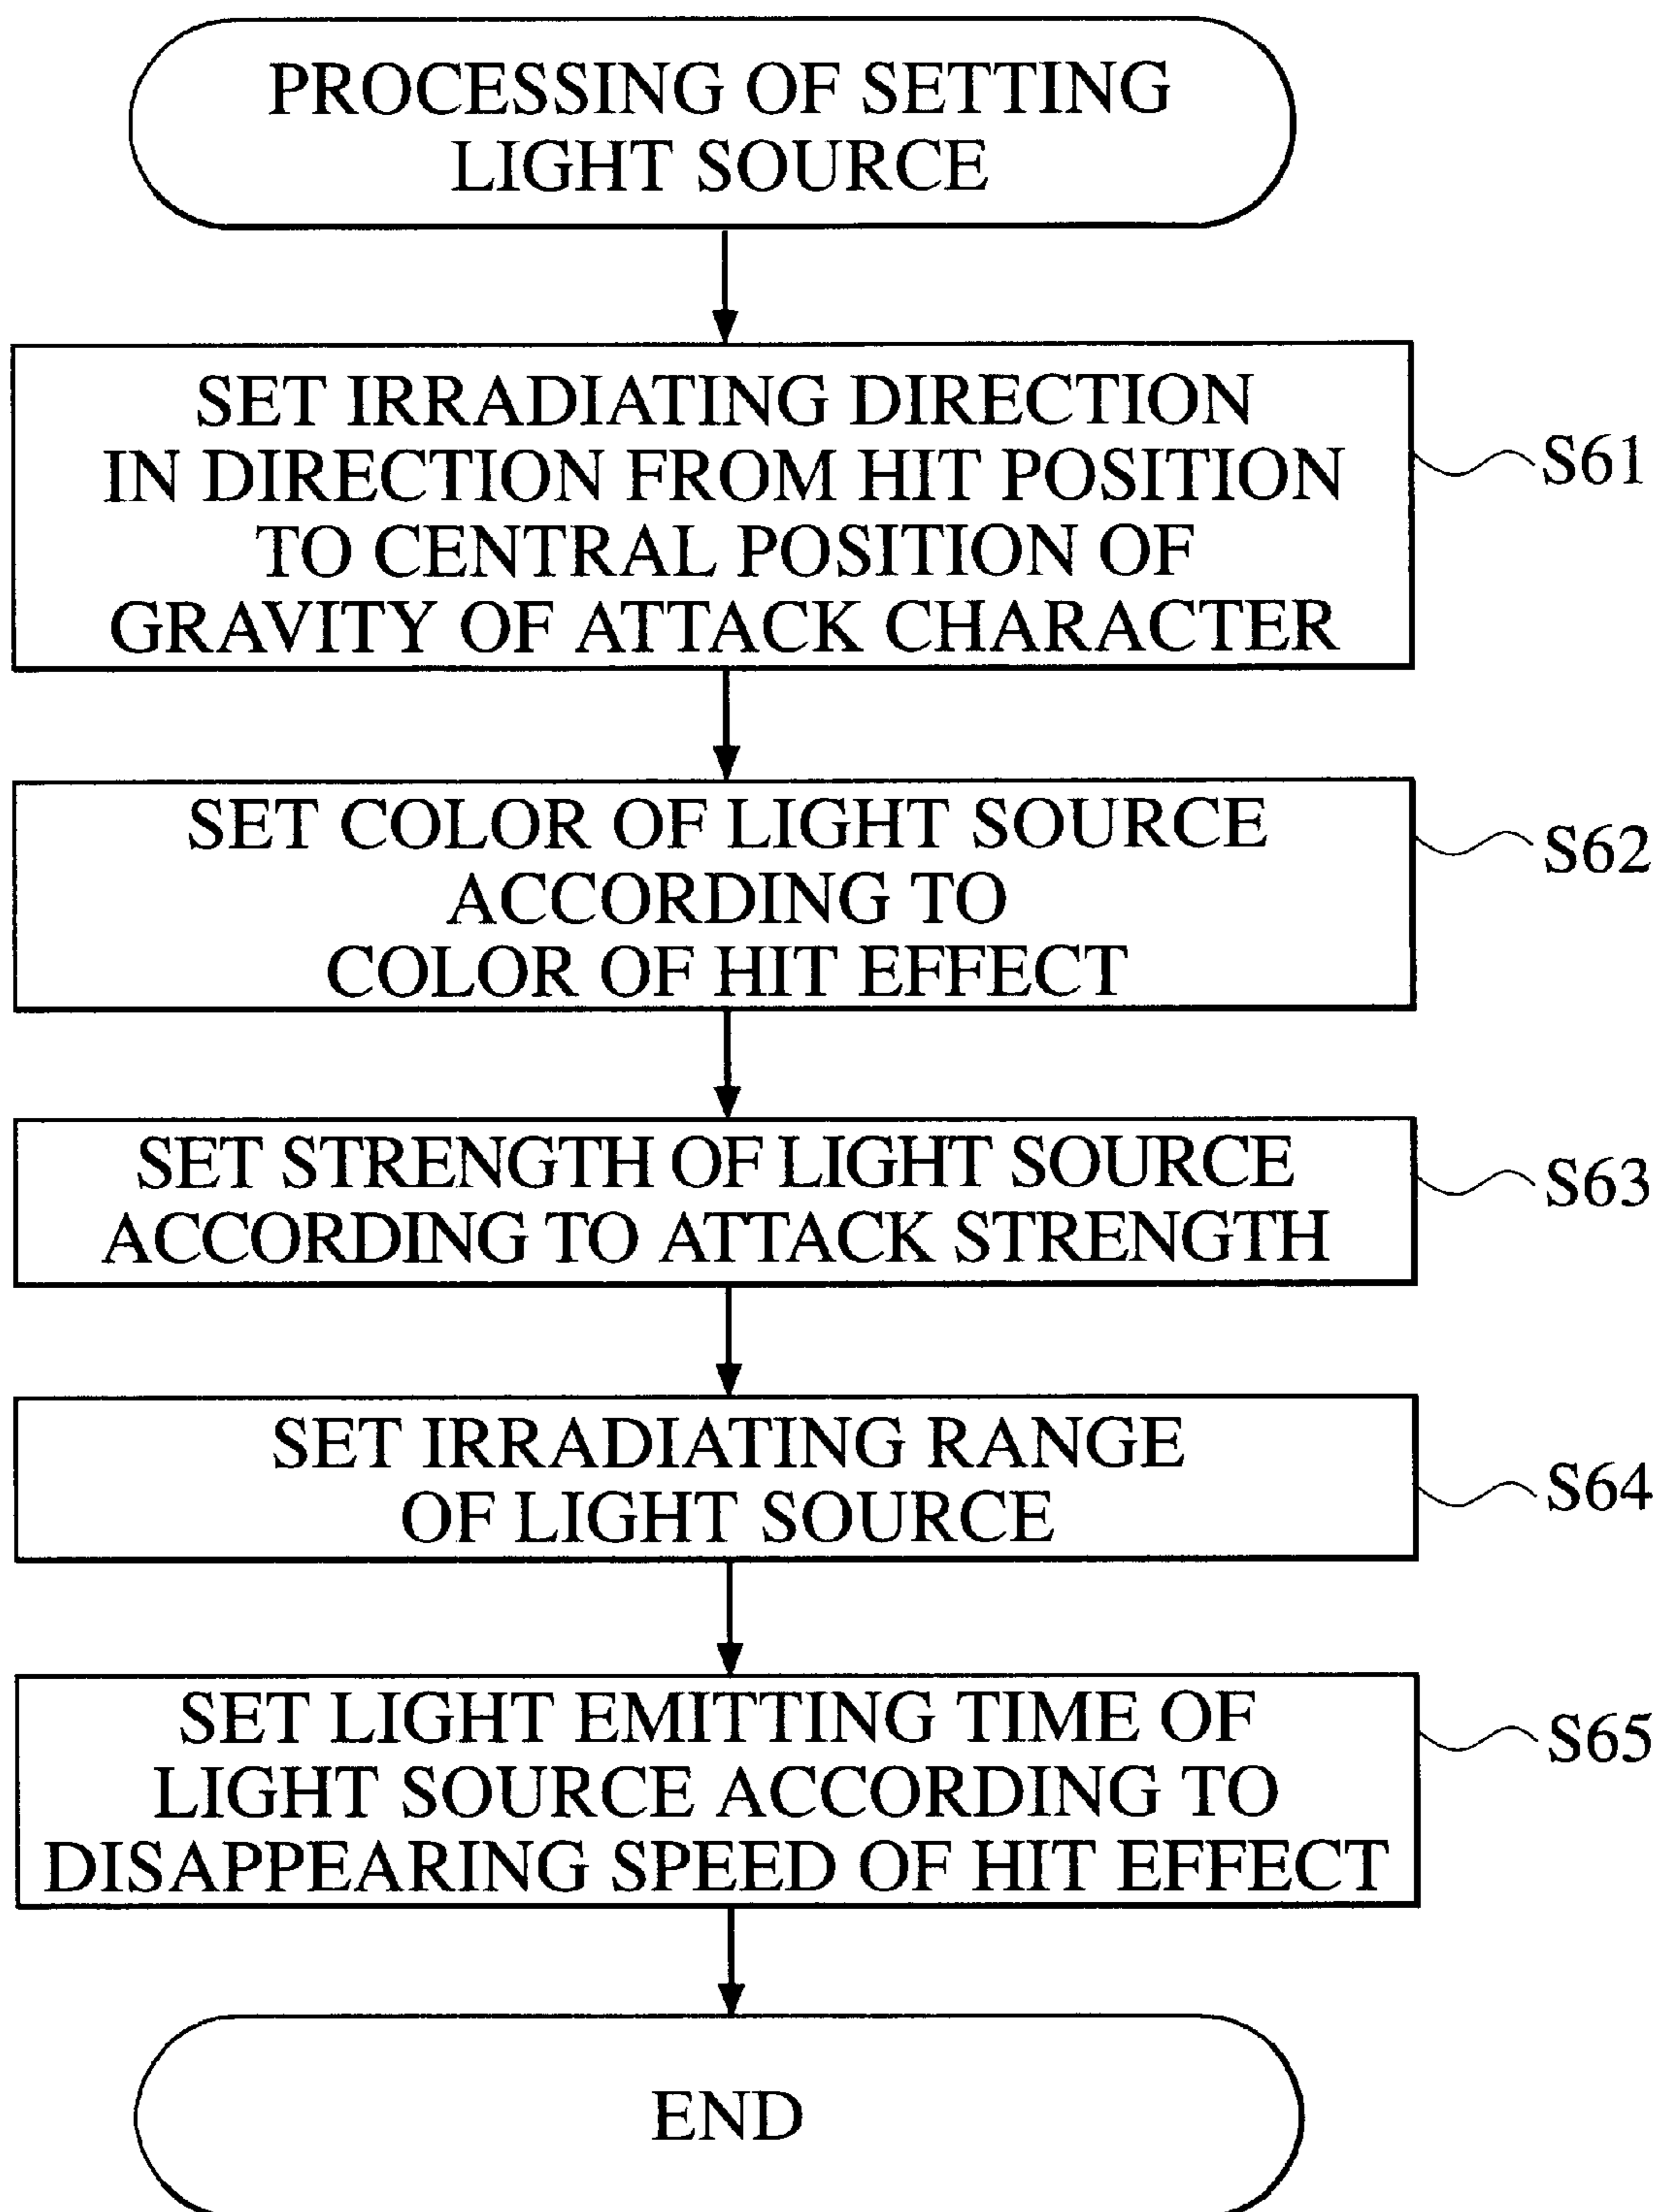 PROCESSING OF SETTING
LIGHT SOURCE
SET IRRADIATING DIRECTION
IN DIRECTION FROM HIT POSITION
TO CENTRAL POSITION OF
GRAVITY OF ATTACK CHARACTER
S61
SET COLOR OF LIGHT SOURCE
ACCORDING TO
COLOR OF HIT EFFECT
S62
SET STRENGTH OF LIGHT SOURCE
ACCORDING TO ATTACK STRENGTH
S63
SET IRRADIATING RANGE
OF LIGHT SOURCE
S64
SET LIGHT EMITTING TIME OF
LIGHT SOURCE ACCORDING TO
DISAPPEARING SPEED OF HIT EFFECT
S65
END